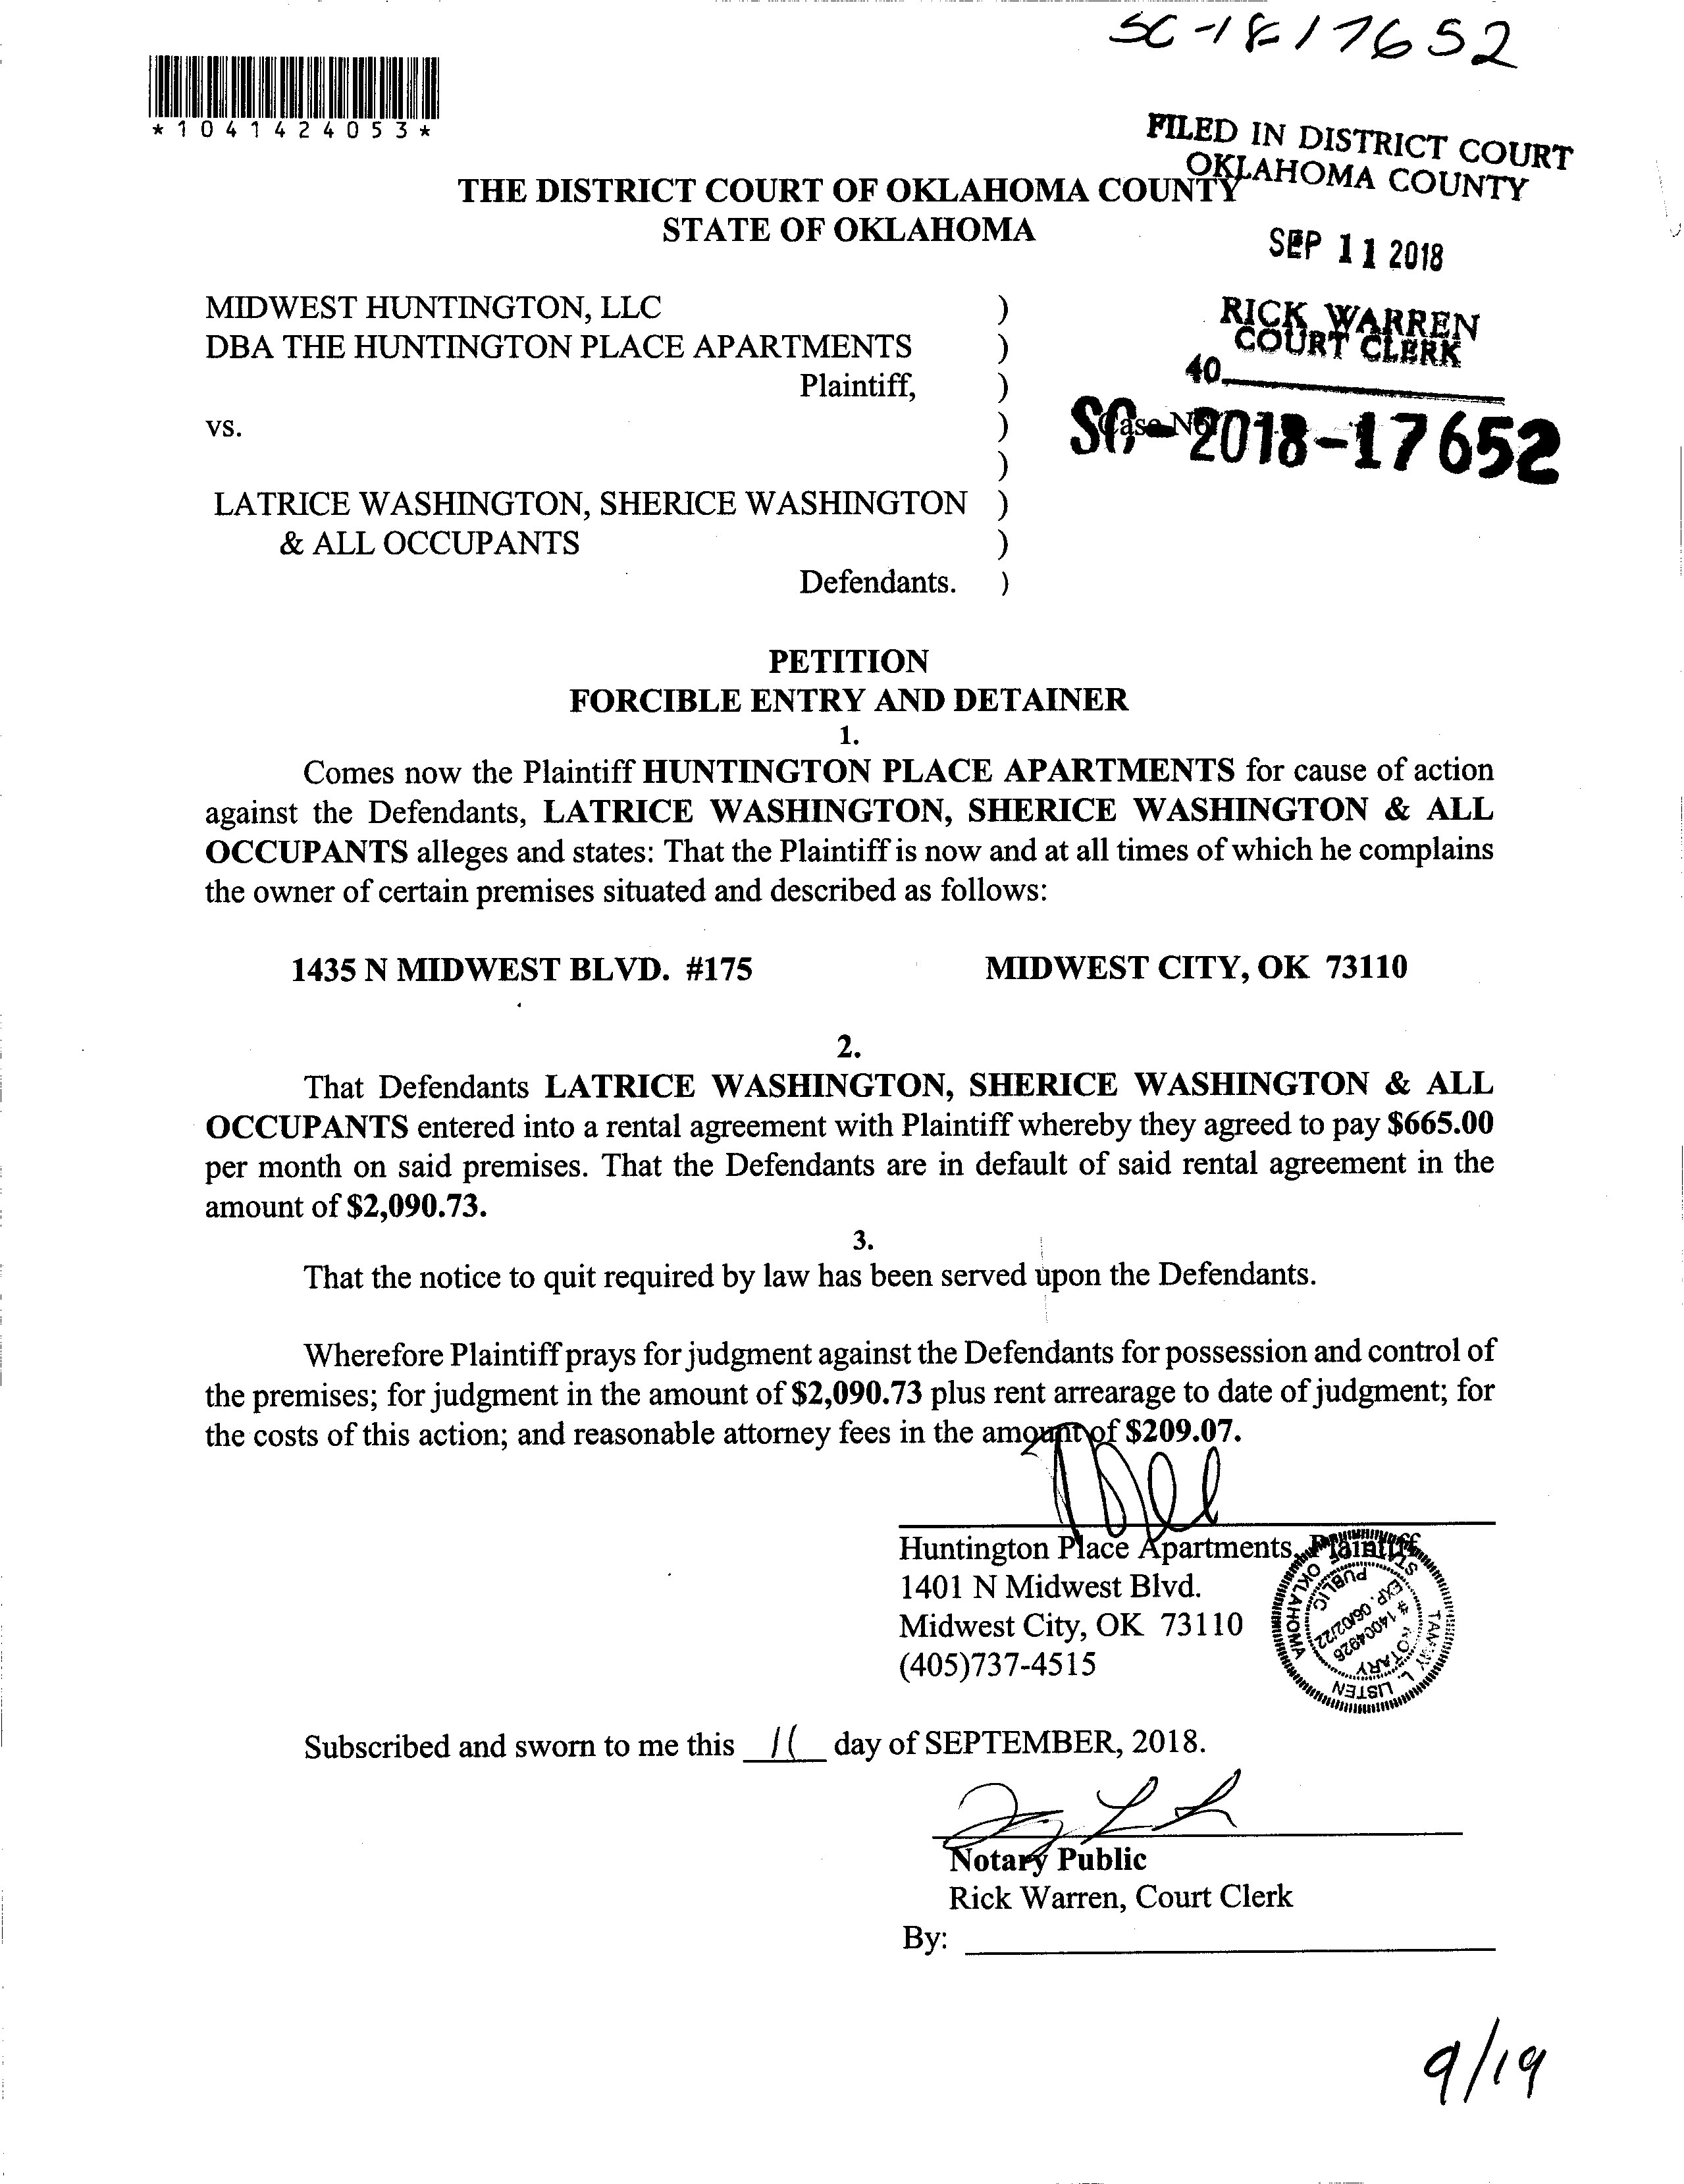 SC-1817652
*1041424053*
FILED IN DISTRICT COURT
OKLAHOMA COUNTY
THE DISTRICT COURT OF OKLAHOMA COUNTY
STATE OF OKLAHOMA
SEP 11 2018
MIDWEST HUNTINGTON, LLC )
DBA THE HUNTINGTON PLACE APARTMENTS )
Plaintiff, )
RICK WARREN
COURT CLERK
40
vs. )
Case No.
SC-2018-17652
)
LATRICE WASHINGTON, SHERICE WASHINGTON )
& ALL OCCUPANTS )
Defendants. )
PETITION
FORCIBLE ENTRY AND DETAINER
1.
Comes now the Plaintiff HUNTINGTON PLACE APARTMENTS for cause of action
against the Defendants, LATRICE WASHINGTON, SHERICE WASHINGTON & ALL
OCCUPANTS alleges and states: That the Plaintiff is now and at all times of which he complains
the owner of certain premises situated and described as follows:
1435 N MIDWEST BLVD. #175 MIDWEST CITY, OK 73110
2.
That Defendants LATRICE WASHINGTON, SHERICE WASHINGTON & ALL
OCCUPANTS entered into a rental agreement with Plaintiff whereby they agreed to pay $665.00
per month on said premises. That the Defendants are in default of said rental agreement in the
amount of $2,090.73.
3.
That the notice to quit required by law has been served upon the Defendants.
Wherefore Plaintiff prays for judgment against the Defendants for possession and control of
the premises; for judgment in the amount of $2,090.73 plus rent arrearage to date of judgment; for
the costs of this action; and reasonable attorney fees in the amount of $209.07.
Huntington Place Apartments, Plaintiff
1401 N Midwest Blvd.
Midwest City, OK 73110
(405)737-4515
L. LISTEN
STATE OF OKLAHOMA
NOTARY
PUBLIC
# 14004926
EXP. 06/02/22
Subscribed and sworn to me this 11 day of SEPTEMBER, 2018.
Notary Public
Rick Warren, Court Clerk
By:
9/19